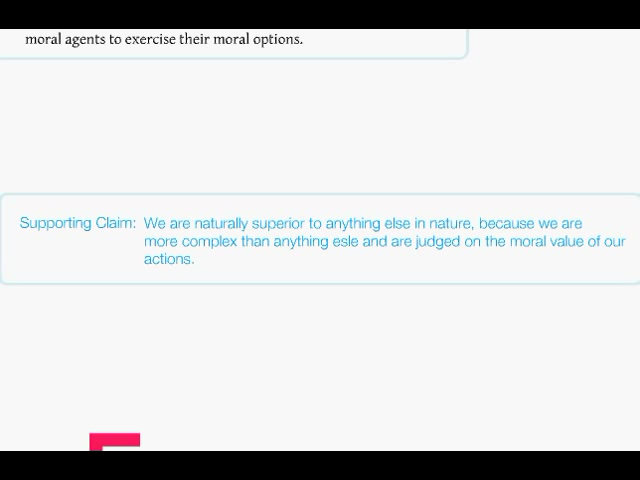 moral agents to exercise their moral options.
Supporting Claim: We are naturally superior to anything else in nature, because we are
more complex than anything esle and are judged on the moral value of our
actions.